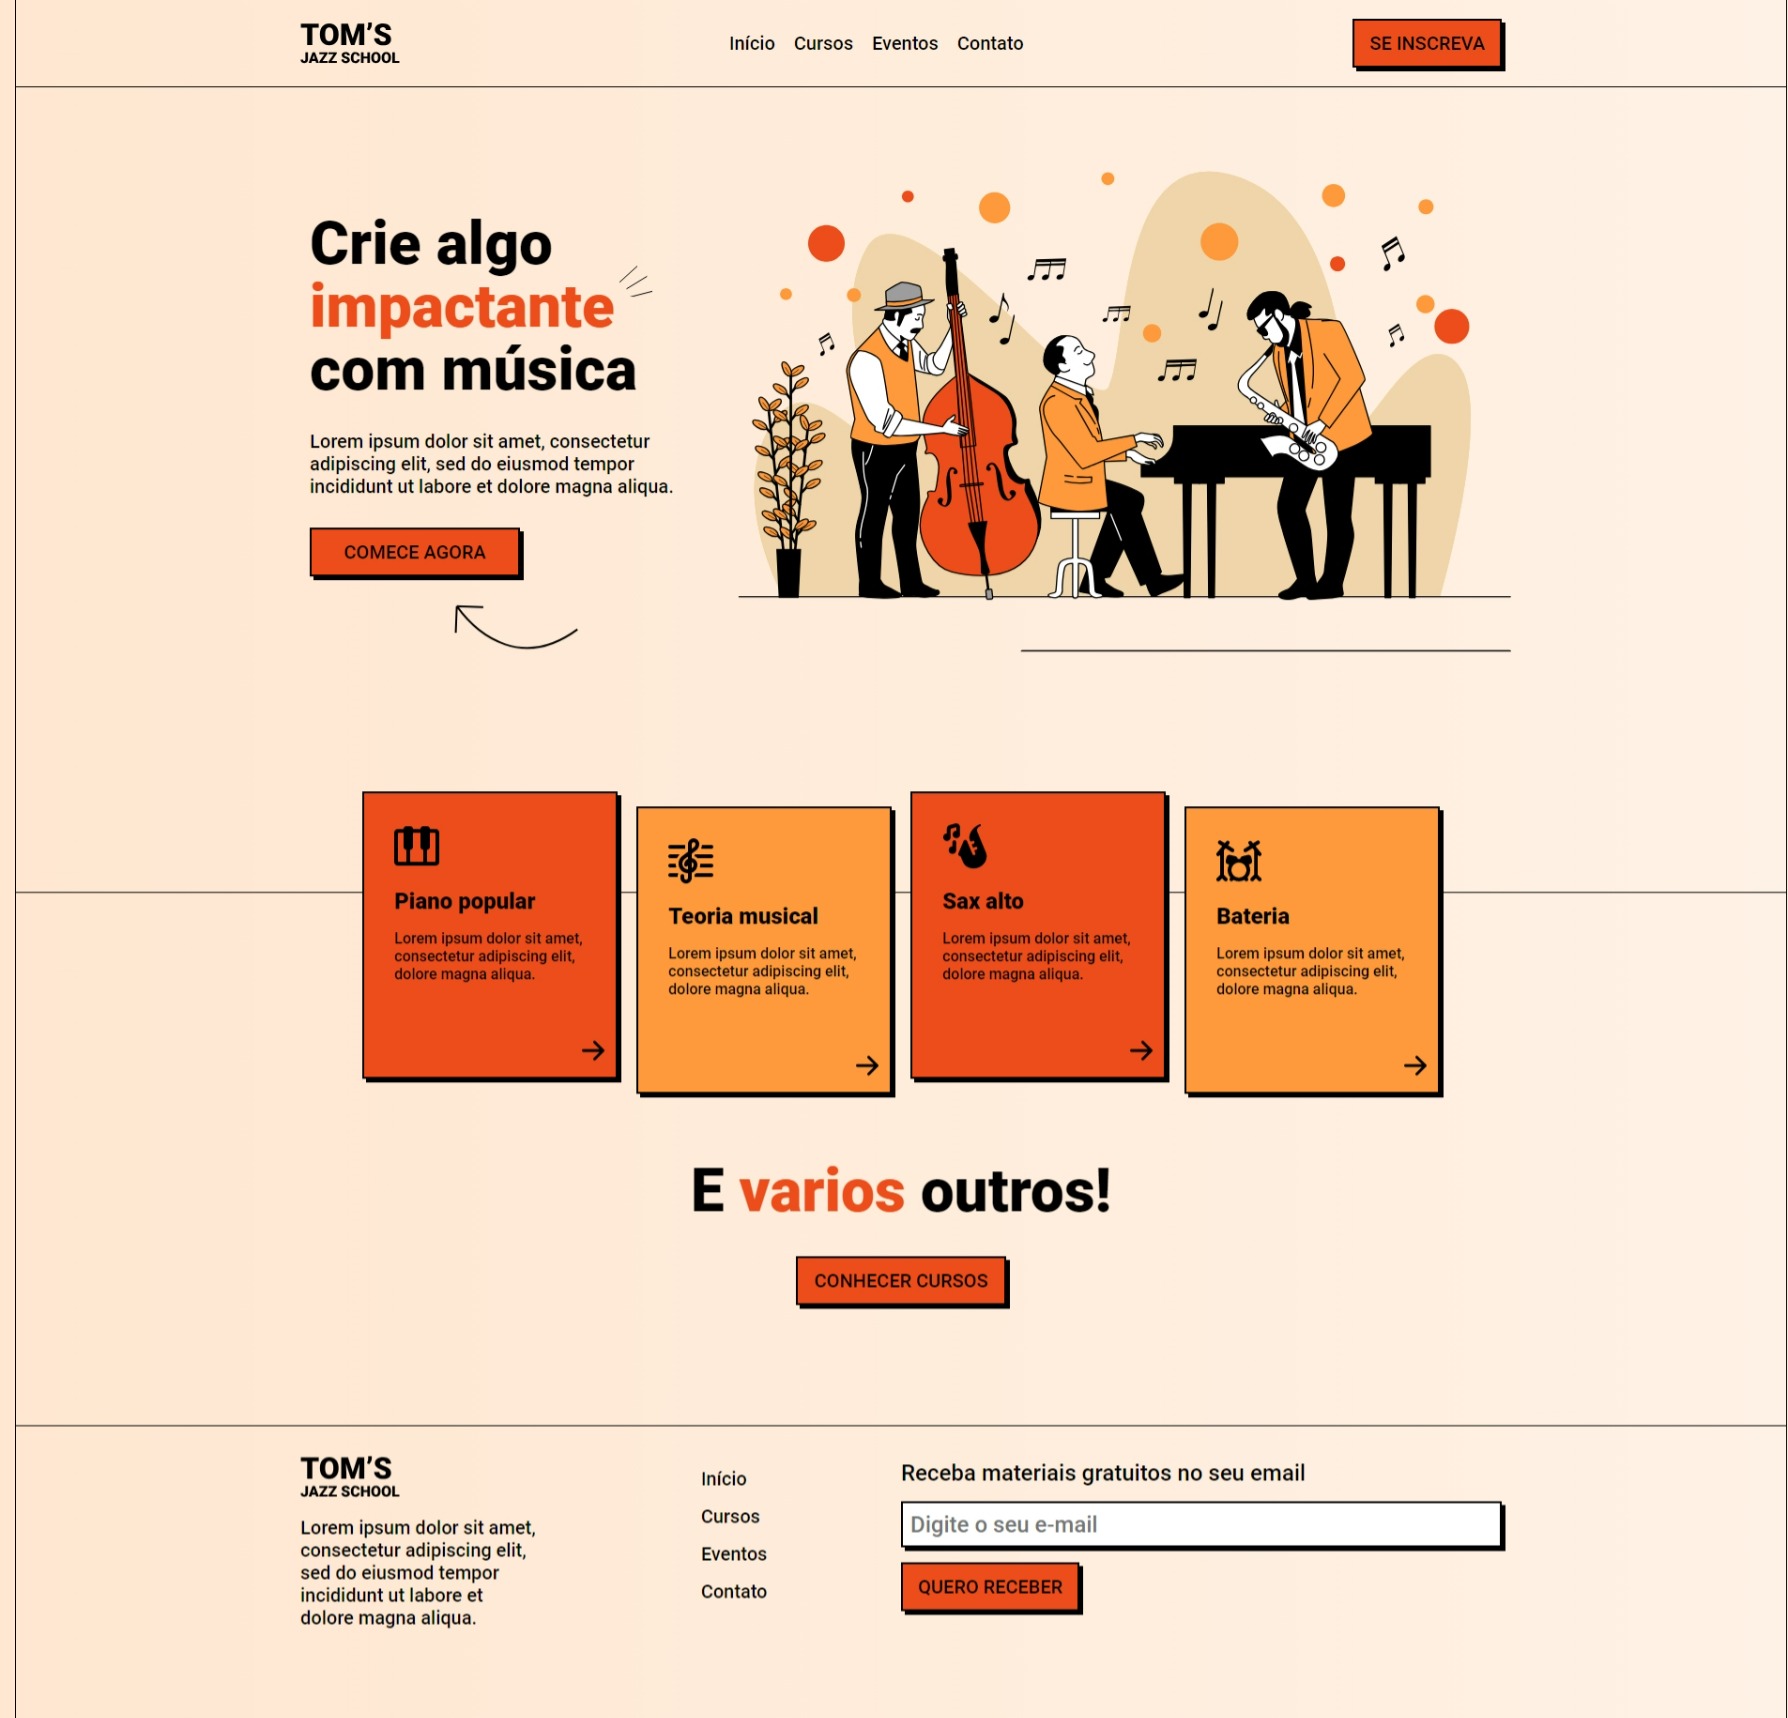 TOM'S
JAZZ SCHOOL
Início Cursos Eventos Contato
SE INSCREVA
Crie algo
impactante
com música
Lorem ipsum dolor sit amet, consectetur
adipiscing elit, sed do eiusmod tempor
incididunt ut labore et dolore magna aliqua.
COMECE AGORA
Piano popular
Lorem ipsum dolor sit amet,
consectetur adipiscing elit,
dolore magna aliqua.
Teoria musical
Lorem ipsum dolor sit amet,
consectetur adipiscing elit,
dolore magna aliqua.
Sax alto
Lorem ipsum dolor sit amet,
consectetur adipiscing elit,
dolore magna aliqua.
Bateria
Lorem ipsum dolor sit amet,
consectetur adipiscing elit,
dolore magna aliqua.
E varios outros!
CONHECER CURSOS
TOM'S
JAZZ SCHOOL
Lorem ipsum dolor sit amet,
consectetur adipiscing elit,
sed do eiusmod tempor
incididunt ut labore et
dolore magna aliqua.
Início
Cursos
Eventos
Contato
Receba materiais gratuitos no seu email
Digite o seu e-mail
QUERO RECEBER